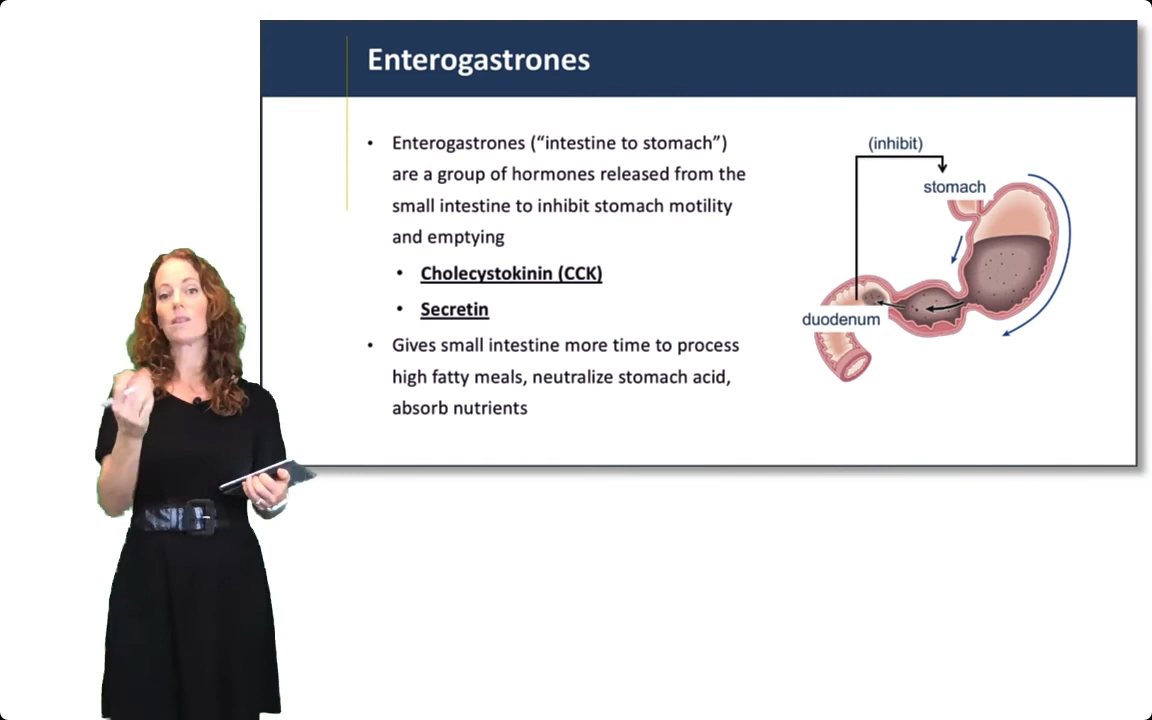 Enterogastrones
• Enterogastrones (“intestine to stomach”)
are a group of hormones released from the
small intestine to inhibit stomach motility
and emptying
• Cholecystokinin (CCK)
• Secretin
• Gives small intestine more time to process
high fatty meals, neutralize stomach acid,
absorb nutrients
(inhibit)
stomach
duodenum